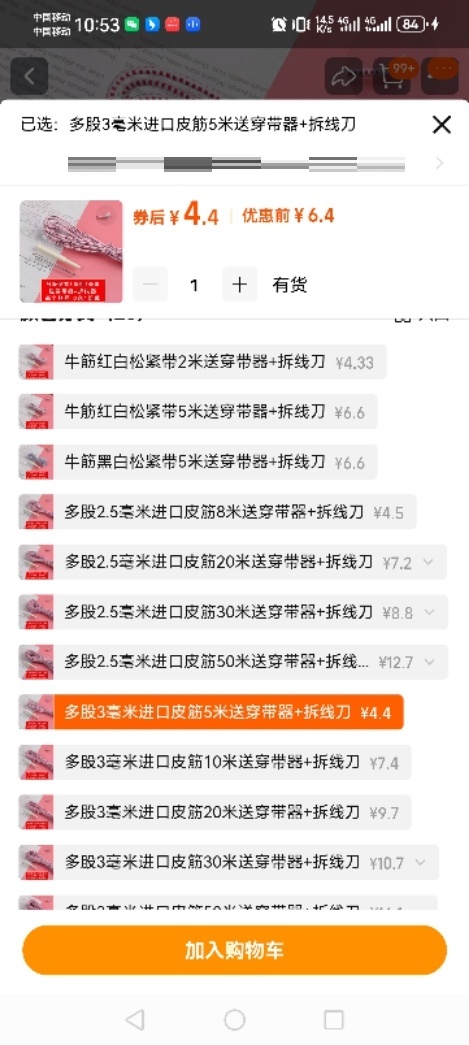 中国移动
中国移动
10:53
14.5
K/s
4G
4G
84
99+
已选: 多股3毫米进口皮筋5米送穿带器+拆线刀
券后¥4.4 优惠前¥6.4
1
有货
牛筋红白松紧带2米送穿带器+拆线刀 ¥4.33
牛筋红白松紧带5米送穿带器+拆线刀 ¥6.6
牛筋黑白松紧带5米送穿带器+拆线刀 ¥6.6
多股2.5毫米进口皮筋8米送穿带器+拆线刀 ¥4.5
多股2.5毫米进口皮筋20米送穿带器+拆线刀 ¥7.2
多股2.5毫米进口皮筋30米送穿带器+拆线刀 ¥8.8
多股2.5毫米进口皮筋50米送穿带器+拆线... ¥12.7
多股3毫米进口皮筋5米送穿带器+拆线刀 ¥4.4
多股3毫米进口皮筋10米送穿带器+拆线刀 ¥7.4
多股3毫米进口皮筋20米送穿带器+拆线刀 ¥9.7
多股3毫米进口皮筋30米送穿带器+拆线刀 ¥10.7
加入购物车